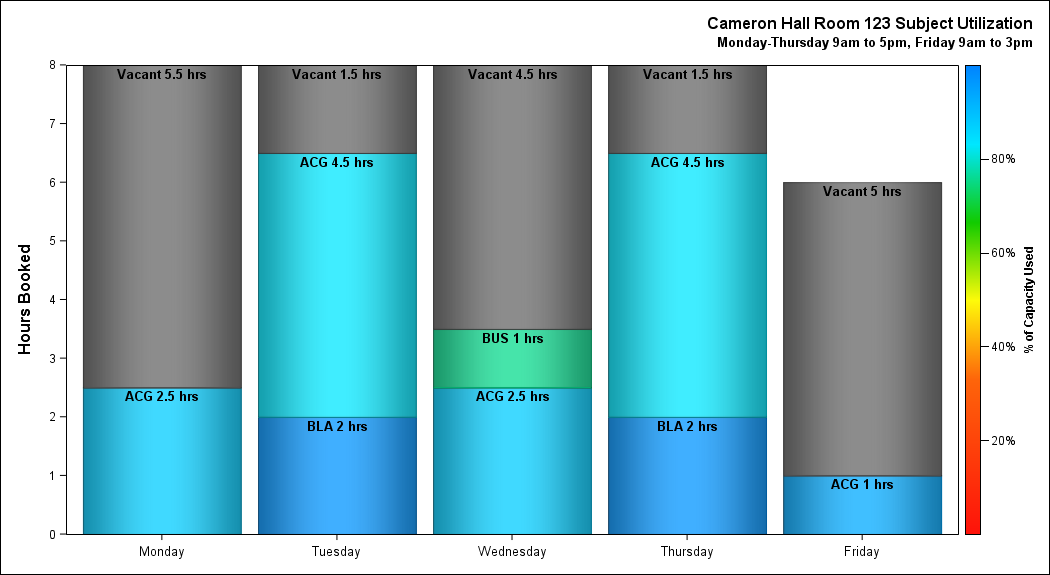 Cameron Hall Room 123 Subject Utilization
Monday-Thursday 9am to 5pm, Friday 9am to 3pm
Hours Booked
8
7
6
5
4
3
2
1
0
Vacant 5.5 hrs
ACG 2.5 hrs
Vacant 1.5 hrs
ACG 4.5 hrs
BLA 2 hrs
Vacant 4.5 hrs
BUS 1 hrs
ACG 2.5 hrs
Vacant 1.5 hrs
ACG 4.5 hrs
BLA 2 hrs
Vacant 5 hrs
ACG 1 hrs
Monday
Tuesday
Wednesday
Thursday
Friday
80%
60%
40%
20%
% of Capacity Used